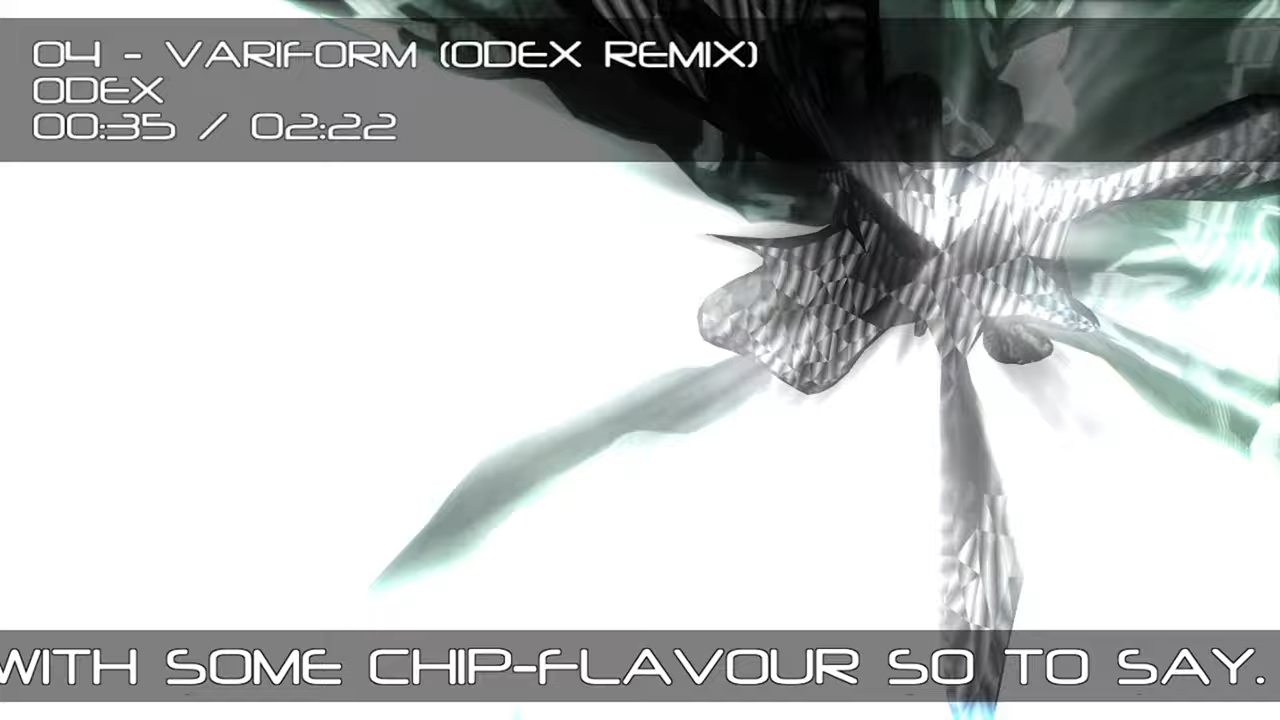 04 - VARIFORM (ODEX REMIX)
ODEX
00:35 / 02:22
WITH SOME CHIP-FLAVOUR SO TO SAY.